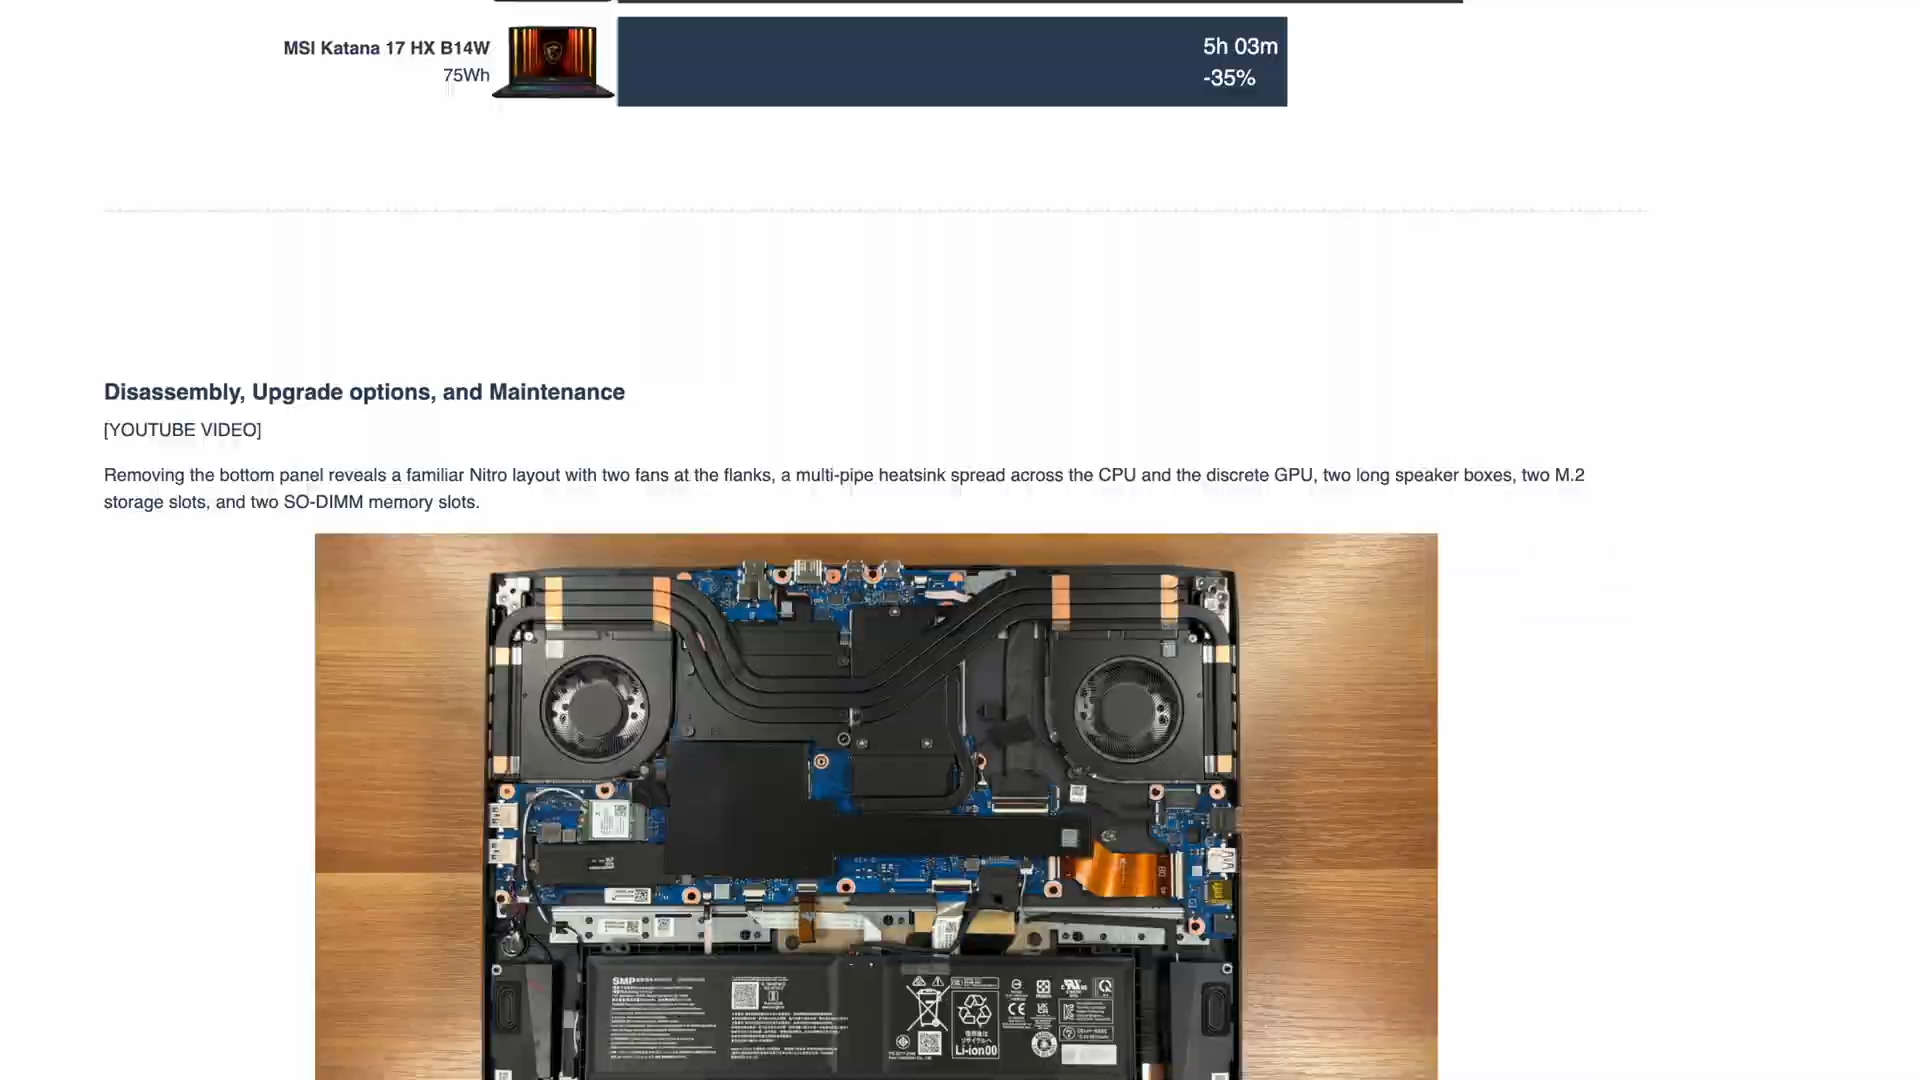 MSI Katana 17 HX B14W
75Wh
5h 03m
-35%
Disassembly, Upgrade options, and Maintenance
[YOUTUBE VIDEO]
Removing the bottom panel reveals a familiar Nitro layout with two fans at the flanks, a multi-pipe heatsink spread across the CPU and the discrete GPU, two long speaker boxes, two M.2
storage slots, and two SO-DIMM memory slots.
SMP
Li-ion00